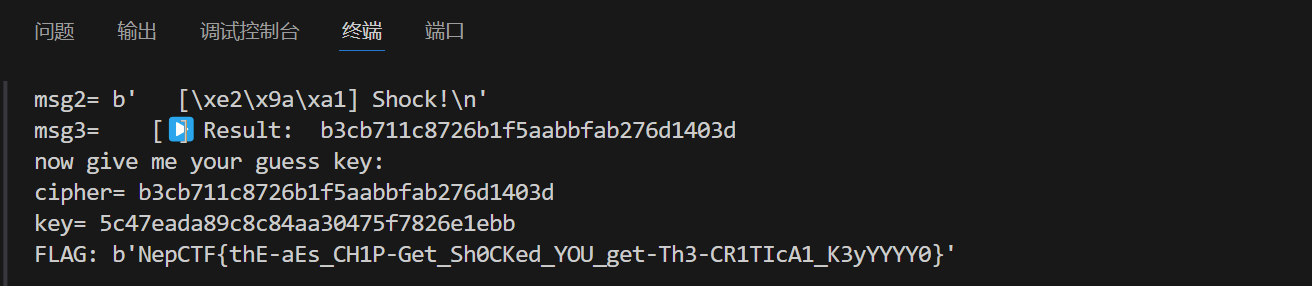 问题 输出 调试控制台 终端 端口
msg2= b'   [\xe2\x9a\xa1] Shock!\n'
msg3=    [▶] Result:  b3cb711c8726b1f5aabbfab276d1403d
now give me your guess key:
cipher= b3cb711c8726b1f5aabbfab276d1403d
key= 5c47eada89c8c84aa30475f7826e1ebb
FLAG: b'NepCTF{thE-aEs_CH1P-Get_Sh0CKed_YOU_get-Th3-CR1TIcA1_K3yYYYY0}'